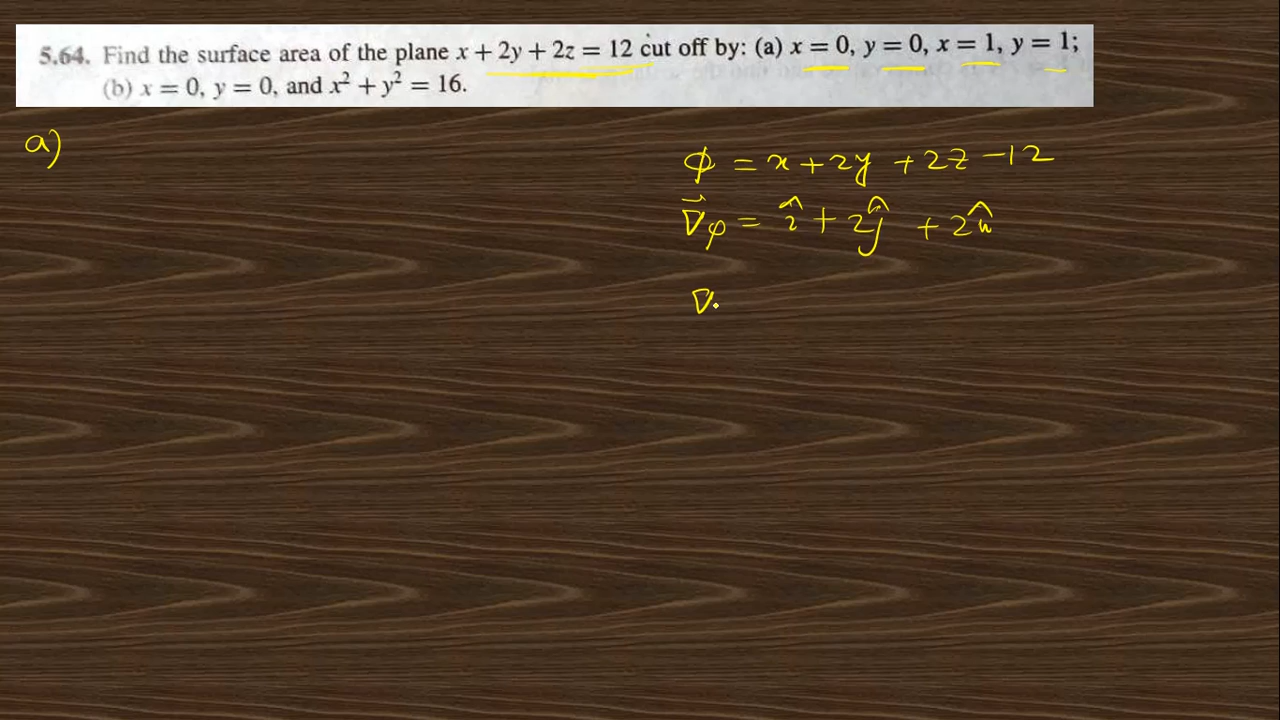 5.64. Find the surface area of the plane x + 2y + 2z = 12 cut off by: (a) x = 0, y = 0, x = 1, y = 1;
(b) x = 0, y = 0, and x² + y² = 16.
a)
φ = x + 2y + 2z − 12
∇⃗φ = î + 2ĵ + 2k̂
∇.